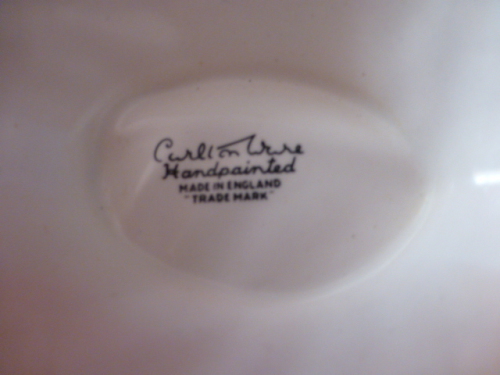 Carlton Ware
Handpainted
MADE IN ENGLAND
"TRADE MARK"